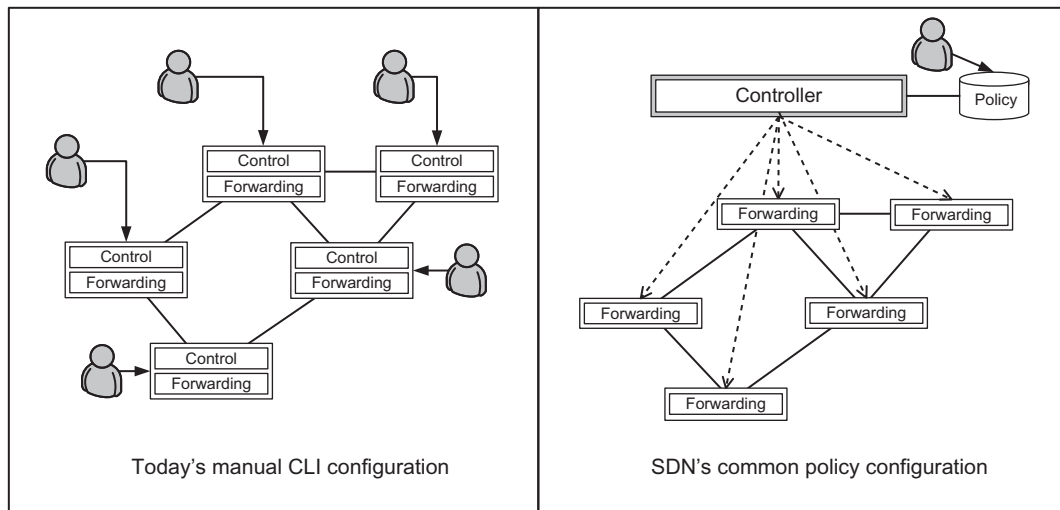 Control
Forwarding
Control
Forwarding
Control
Forwarding
Control
Forwarding
Control
Forwarding
Today's manual CLI configuration
Controller
Policy
Forwarding
Forwarding
Forwarding
Forwarding
Forwarding
SDN's common policy configuration